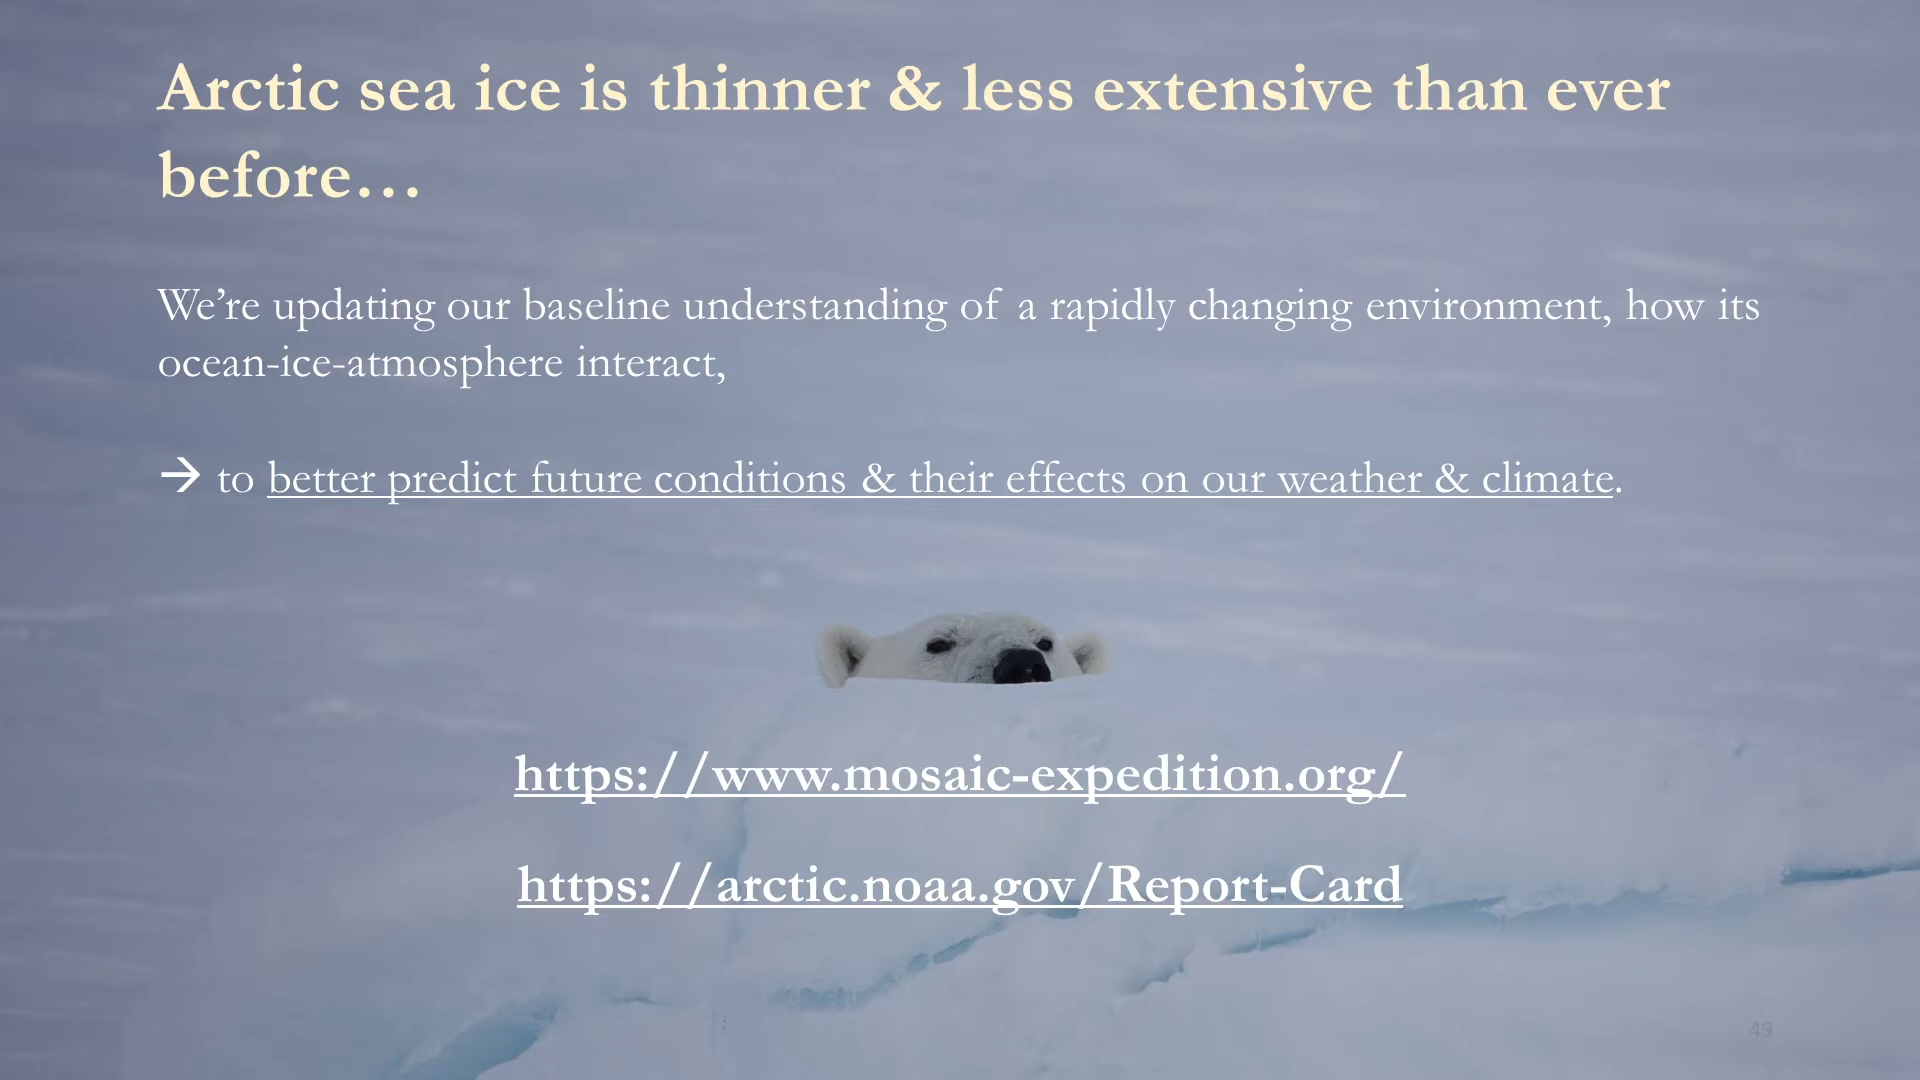 Arctic sea ice is thinner & less extensive than ever
before…
We’re updating our baseline understanding of a rapidly changing environment, how its
ocean-ice-atmosphere interact,
→ to better predict future conditions & their effects on our weather & climate.
https://www.mosaic-expedition.org/
https://arctic.noaa.gov/Report-Card
49